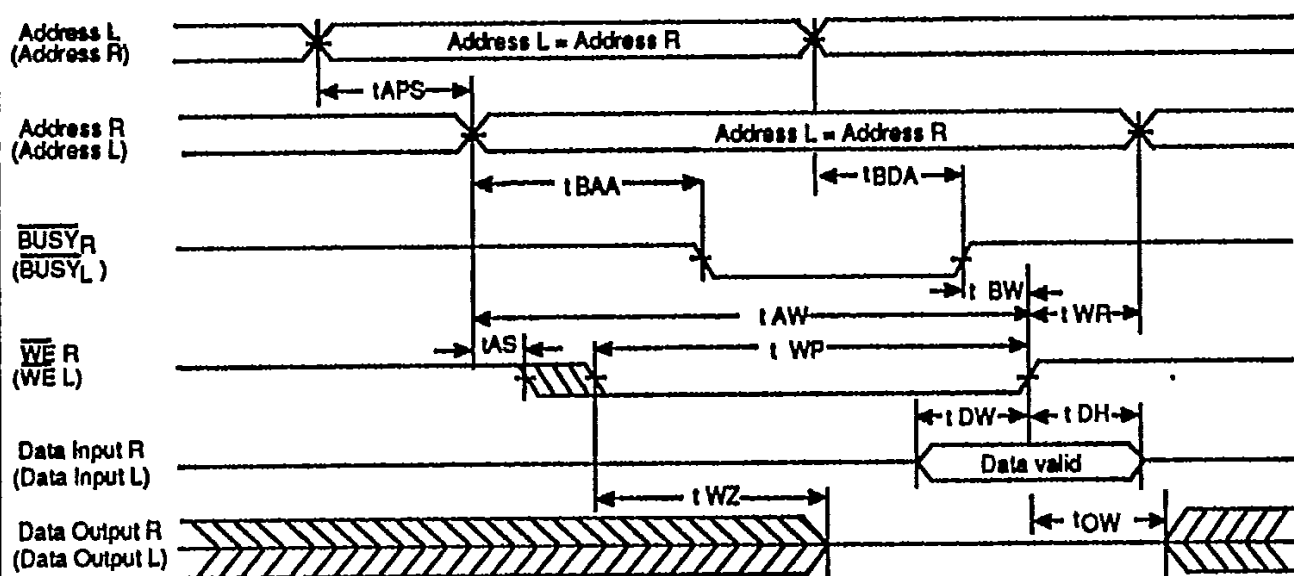 Address L
(Address R)
Address L = Address R
tAPS
Address R
(Address L)
Address L = Address R
tBAA
tBDA
BUSYR
(BUSYL)
t BW
t AW
t WR
WE R
(WE L)
tAS
t WP
t DW
t DH
Data Input R
(Data Input L)
Data valid
t WZ
tOW
Data Output R
(Data Output L)